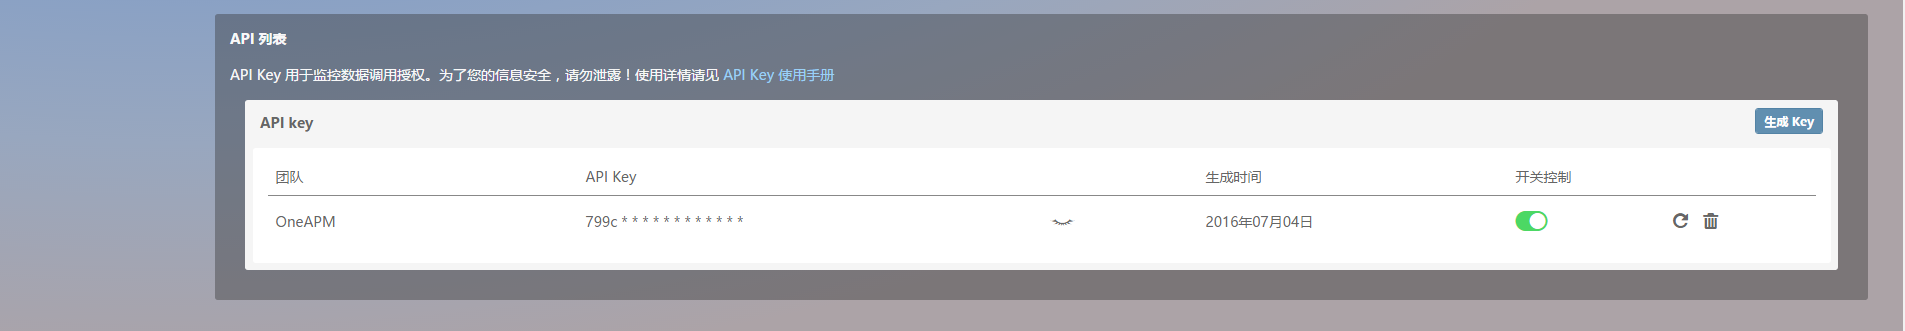 API 列表
API Key 用于监控数据调用授权。为了您的信息安全，请勿泄露！使用详情请见 API Key 使用手册
API key
生成 Key
团队 API Key 生成时间 开关控制
OneAPM 799c * * * * * * * * * * * * 2016年07月04日